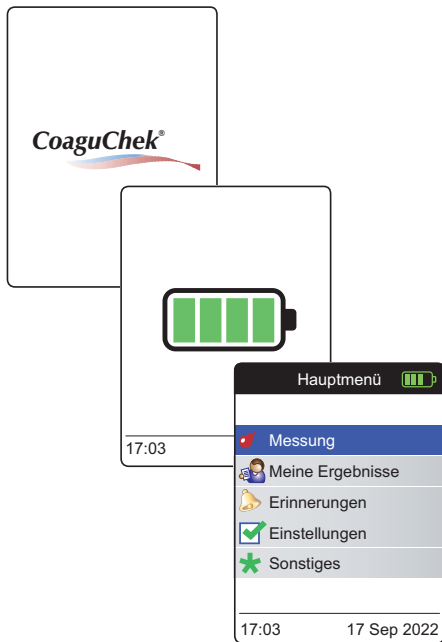 CoaguChek®
17:03
Hauptmenü
Messung
Meine Ergebnisse
Erinnerungen
Einstellungen
Sonstiges
17:03 17 Sep 2022